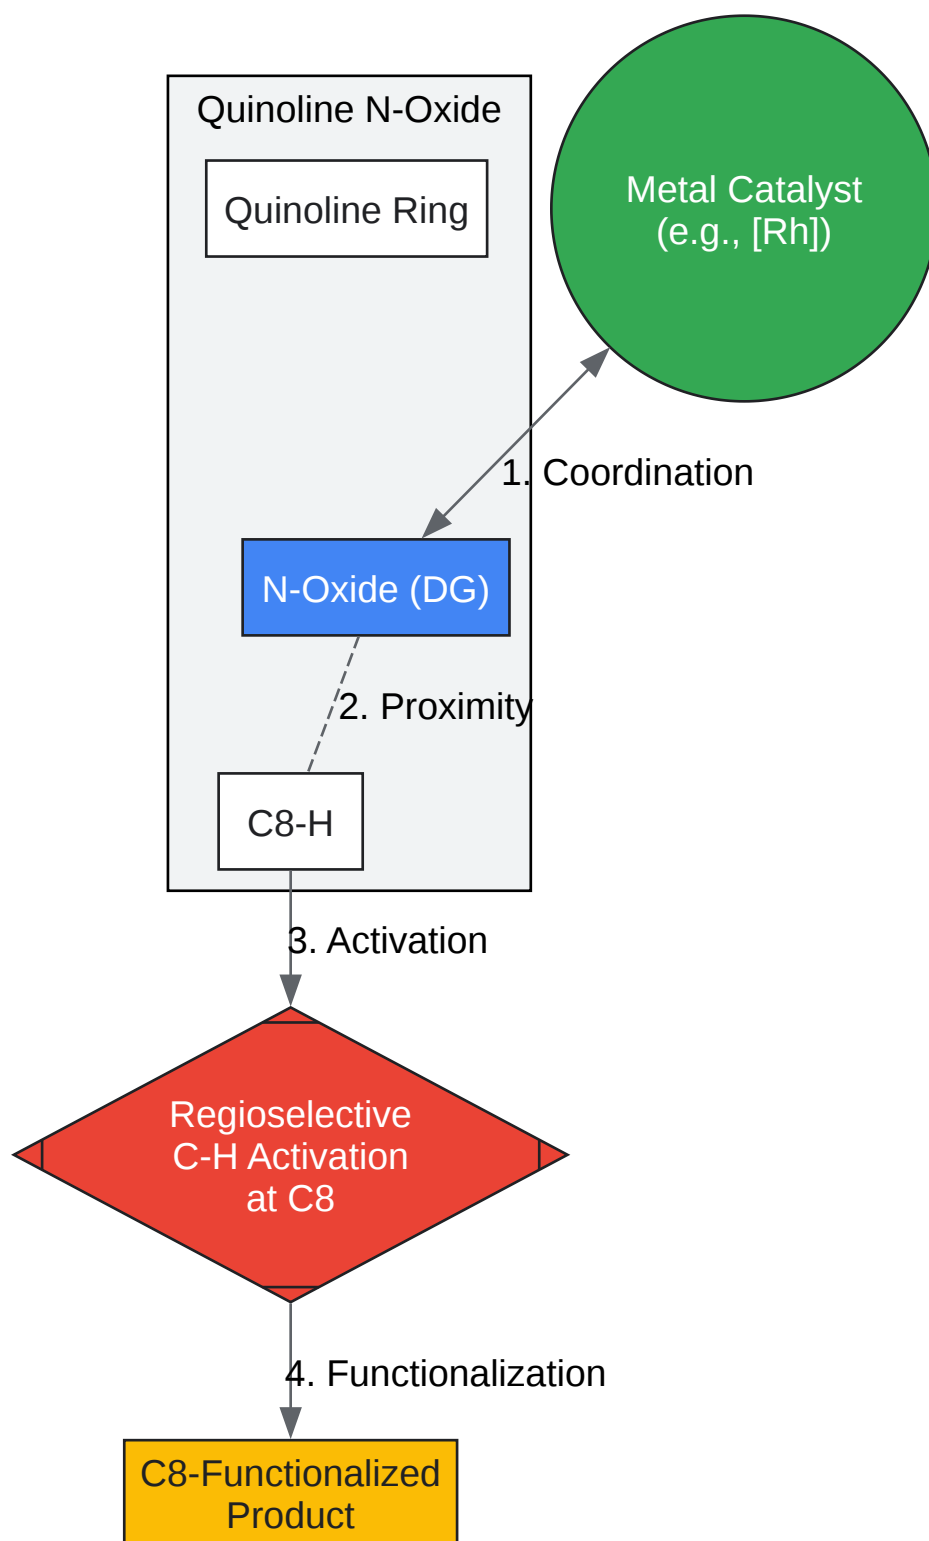 Quinoline N-Oxide
Quinoline Ring
Metal Catalyst
(e.g., [Rh])
1. Coordination
N-Oxide (DG)
2. Proximity
C8-H
3. Activation
Regioselective
C-H Activation
at C8
4. Functionalization
C8-Functionalized
Product